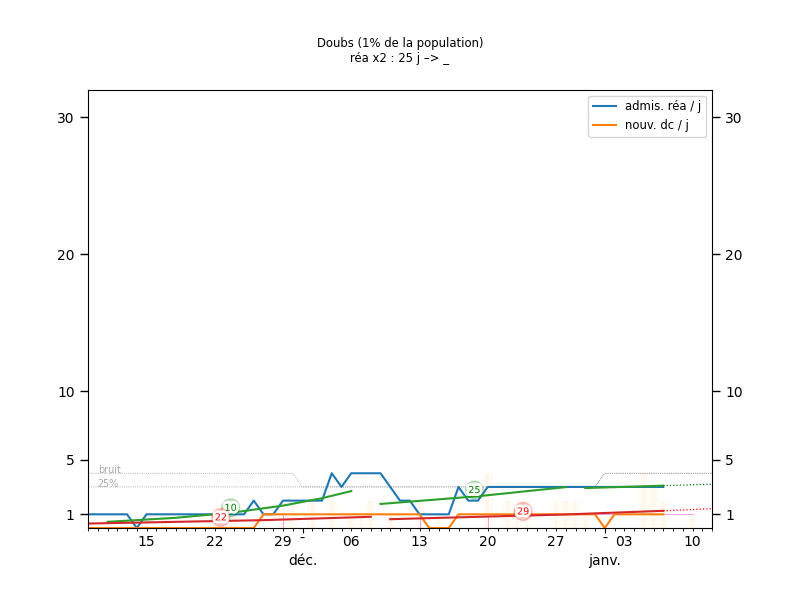 Doubs (1% de la population)
réa x2 : 25 j –> _
admis. réa / j
nouv. dc / j
30 30
20 20
10 10
5 5
1 1
bruit
25%
10
22
25
29
15 22 29 - 06 13 20 27 - 03 10
déc. janv.